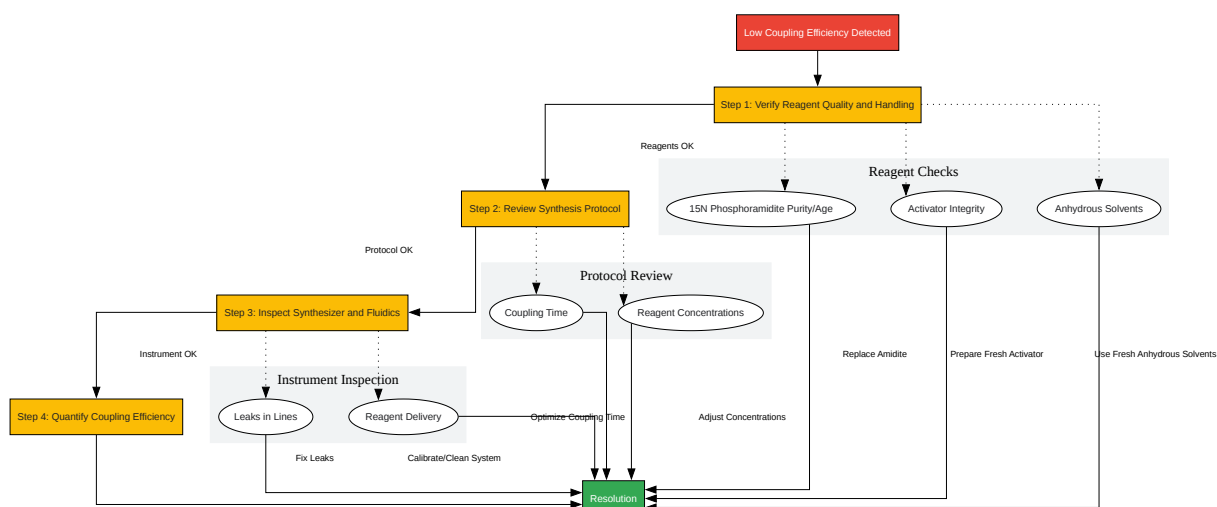 Low Coupling Efficiency Detected
Step 1: Verify Reagent Quality and Handling
Reagents OK
Reagent Checks
15N Phosphoramidite Purity/Age
Activator Integrity
Anhydrous Solvents
Step 2: Review Synthesis Protocol
Protocol OK
Protocol Review
Coupling Time
Reagent Concentrations
Step 3: Inspect Synthesizer and Fluidics
Instrument OK
Replace Amidite
Prepare Fresh Activator
Use Fresh Anhydrous Solvents
Instrument Inspection
Leaks in Lines
Reagent Delivery
Step 4: Quantify Coupling Efficiency
Optimize Coupling Time
Adjust Concentrations
Fix Leaks
Calibrate/Clean System
Resolution